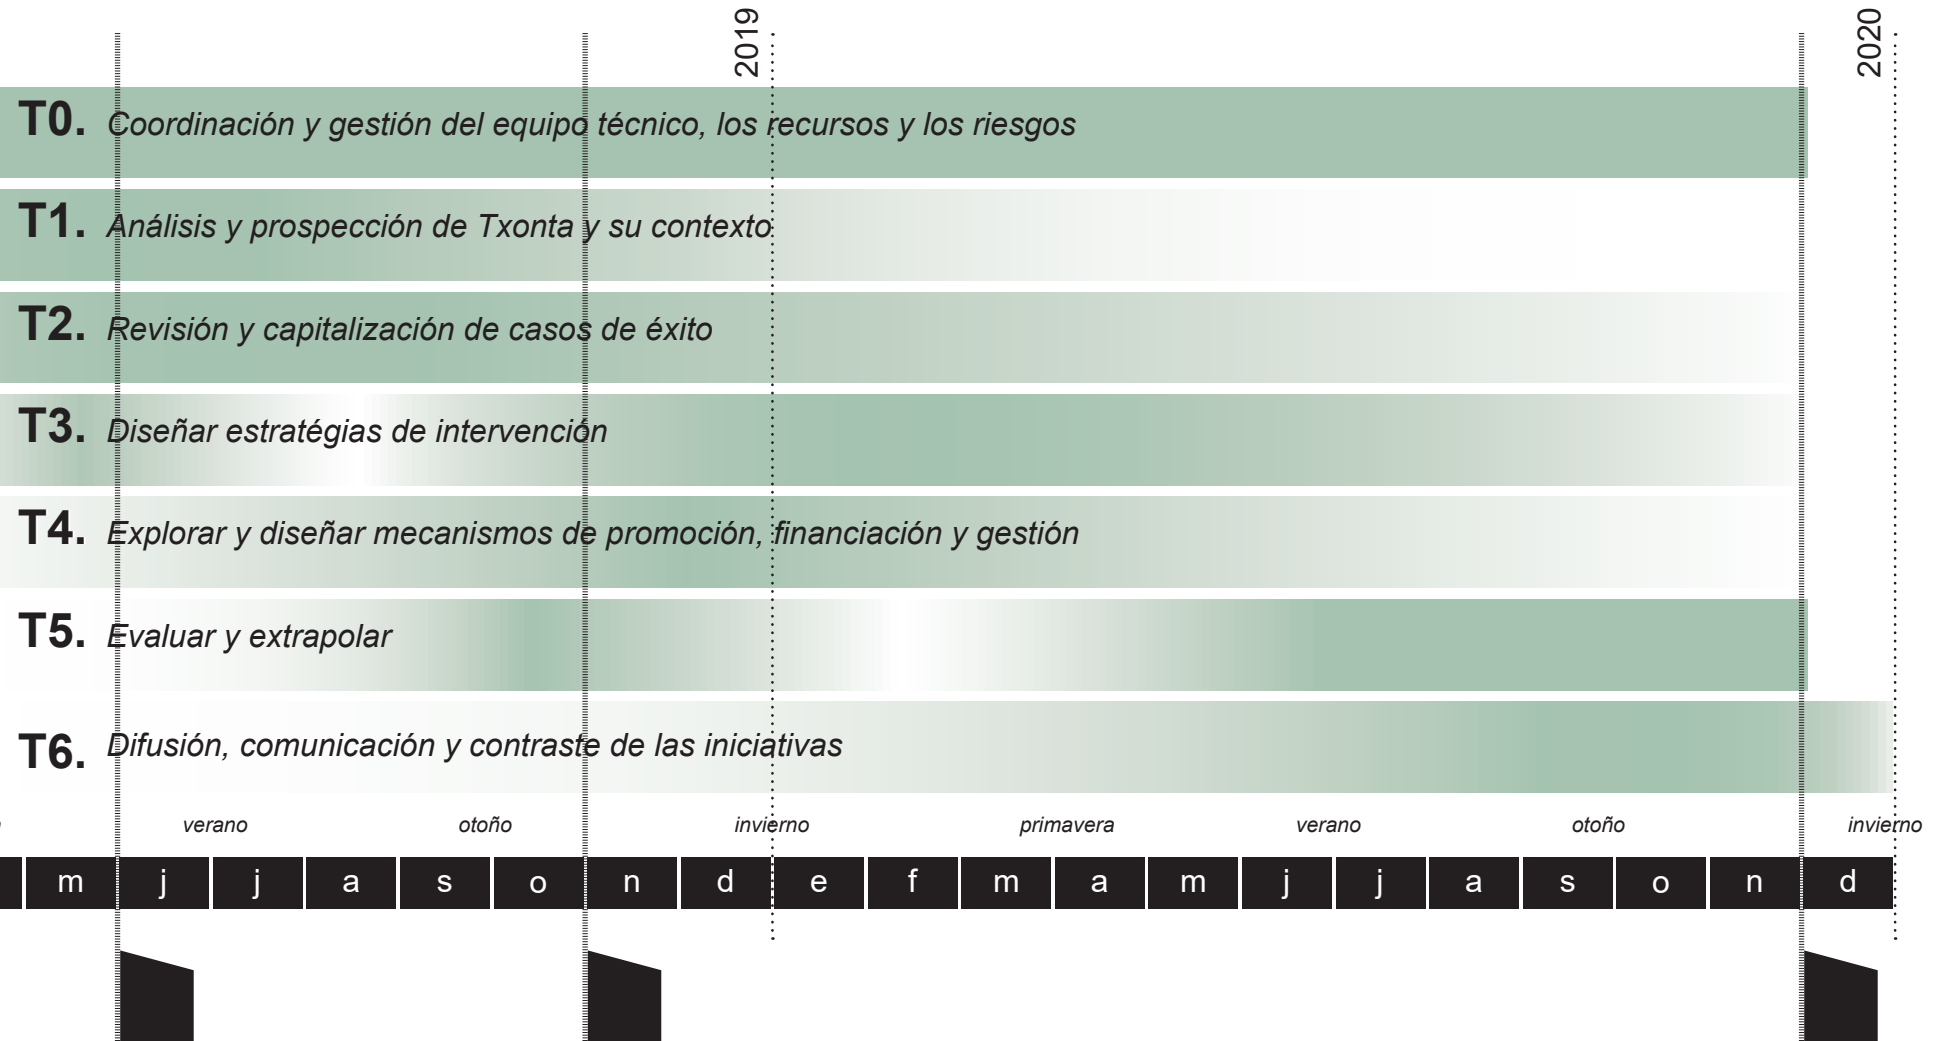 2019
2020
T0. Coordinación y gestión del equipo técnico, los recursos y los riesgos
T1. Análisis y prospección de Txonta y su contexto
T2. Revisión y capitalización de casos de éxito
T3. Diseñar estratégias de intervención
T4. Explorar y diseñar mecanismos de promoción, financiación y gestión
T5. Evaluar y extrapolar
T6. Difusión, comunicación y contraste de las iniciativas
verano otoño invierno primavera verano otoño invierno
m j j a s o n d e f m a m j j a s o n d